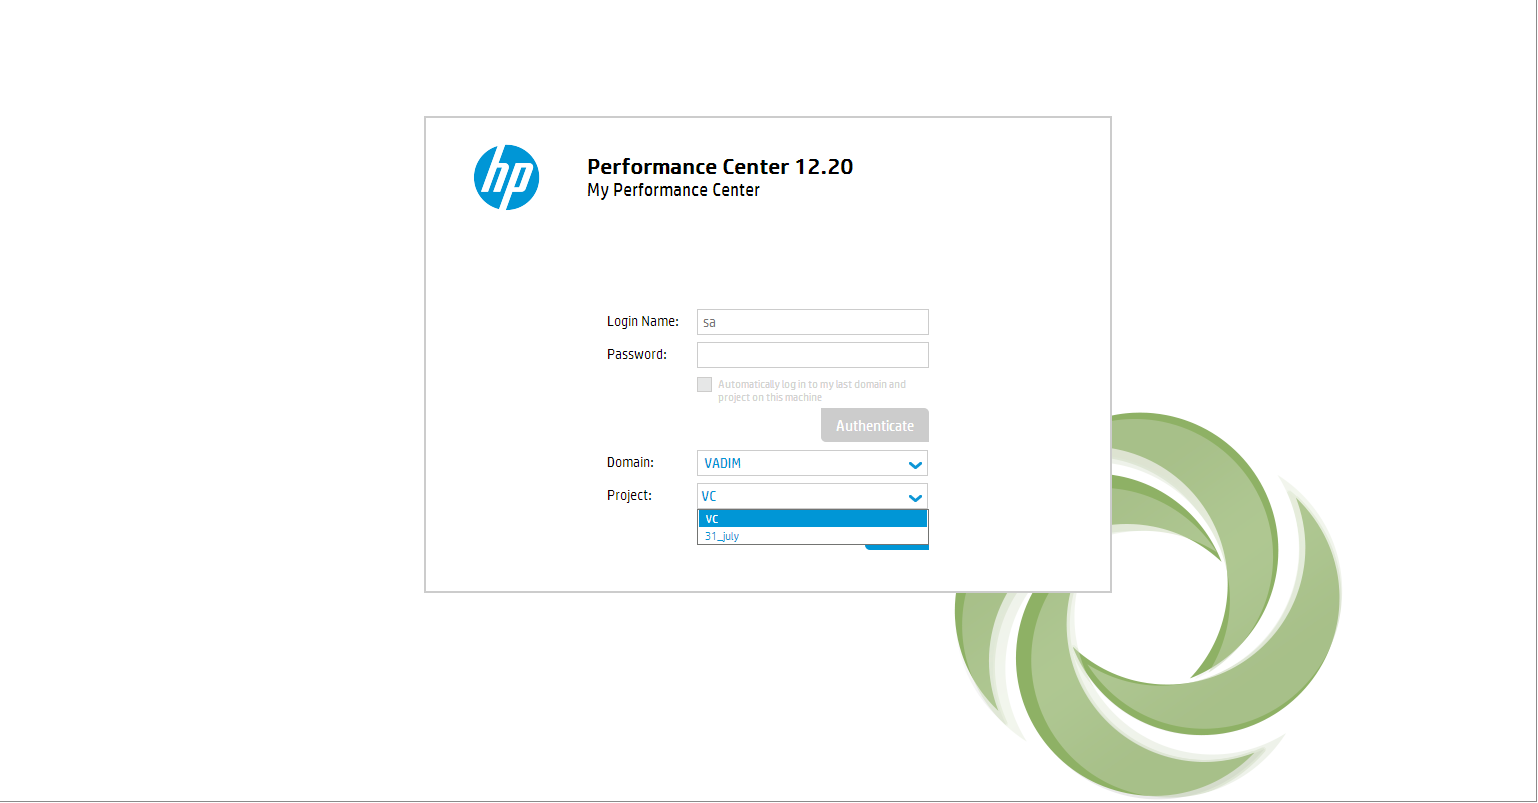 hp
Performance Center 12.20
My Performance Center
Login Name:
sa
Password:
Automatically log in to my last domain and
project on this machine
Authenticate
Domain:
VADIM
Project:
VC
VC
31_july